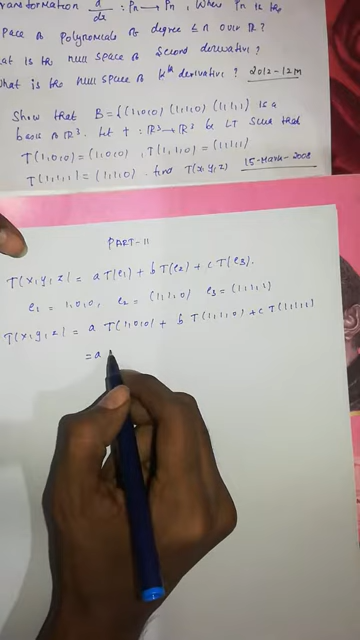 transformation d/dx : Pn → Pn, where Pn is the
space of polynomials of degree ≤ n over R?
at is the null space of second derivative?
what is the null space of kth derivative? 2012-12M
Show that B = {(1,0,0) (1,1,0) (1,1,1)} is a
basis of R³. Let T : R³ → R³ be LT such that
T(1,0,0) = (1,0,0), T(1,1,0) = (1,1,1)
T(1,1,1) = (1,1,0). find T(x,y,z) 15-Mark-2008
PART-II
T(x,y,z) = a T(e1) + b T(e2) + c T(e3).
e1 = 1,0,0, e2 = (1,1,0) e3 = (1,1,1)
T(x,y,z) = a T(1,0,0) + b T(1,1,0) + c T(1,1,1)
= a